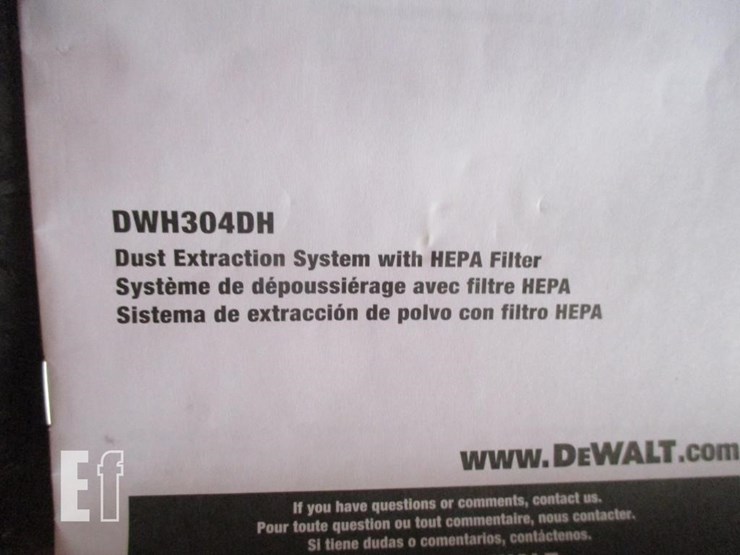 DWH304DH
Dust Extraction System with HEPA Filter
Système de dépoussiérage avec filtre HEPA
Sistema de extracción de polvo con filtro HEPA
www.DEWALT.com
If you have questions or comments, contact us.
Pour toute question ou tout commentaire, nous contacter.
Si tiene dudas o comentarios, contáctenos.
Ef